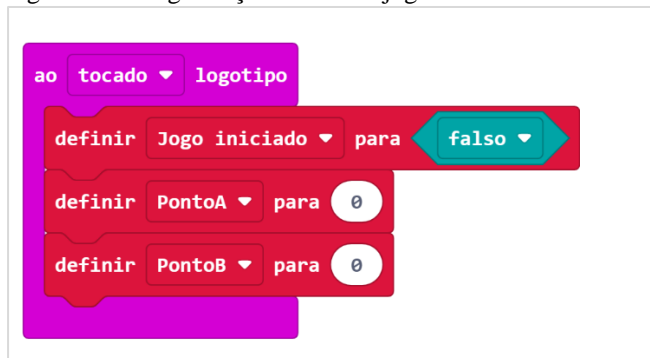 ao tocado logotipo
definir Jogo iniciado para falso
definir PontoA para 0
definir PontoB para 0